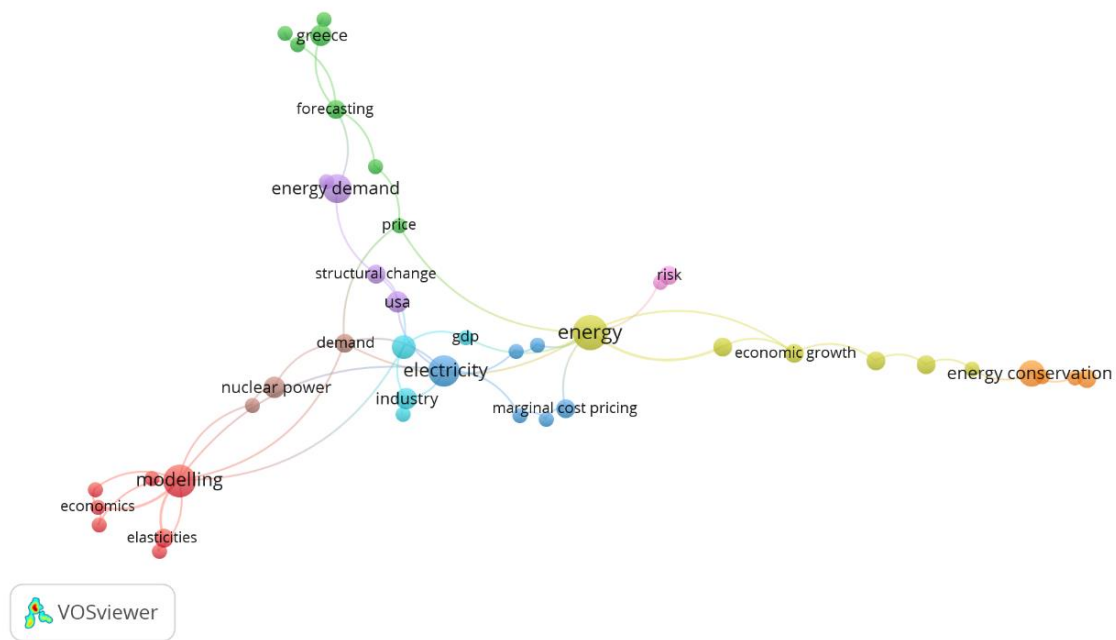 greece
forecasting
energy demand
price
structural change
risk
usa
energy
demand
gdp
economic growth
electricity
energy conservation
nuclear power
industry
marginal cost pricing
modelling
economics
elasticities
VOSviewer